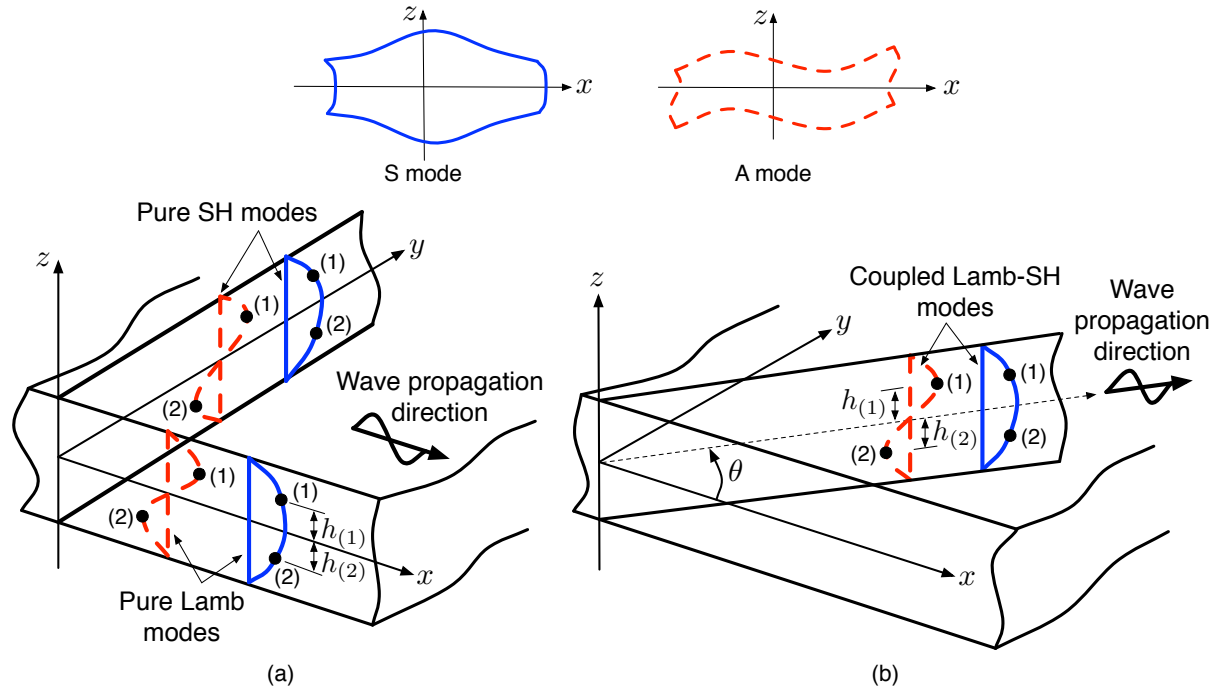 z
z
x
x
S mode
A mode
Pure SH modes
z
y
(1)
(1)
(2)
(2)
Wave propagation
direction
(1)
(2)
(1)
h(1)
(2)
h(2)
x
Pure Lamb
modes
(a)
z
y
Coupled Lamb-SH
modes
Wave
propagation
direction
(1)
(1)
h(1)
h(2)
(2)
(2)
θ
x
(b)